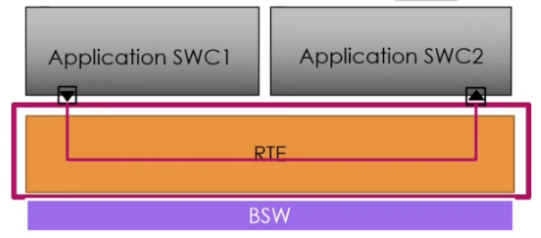 Application SWC1
Application SWC2
RTE
BSW